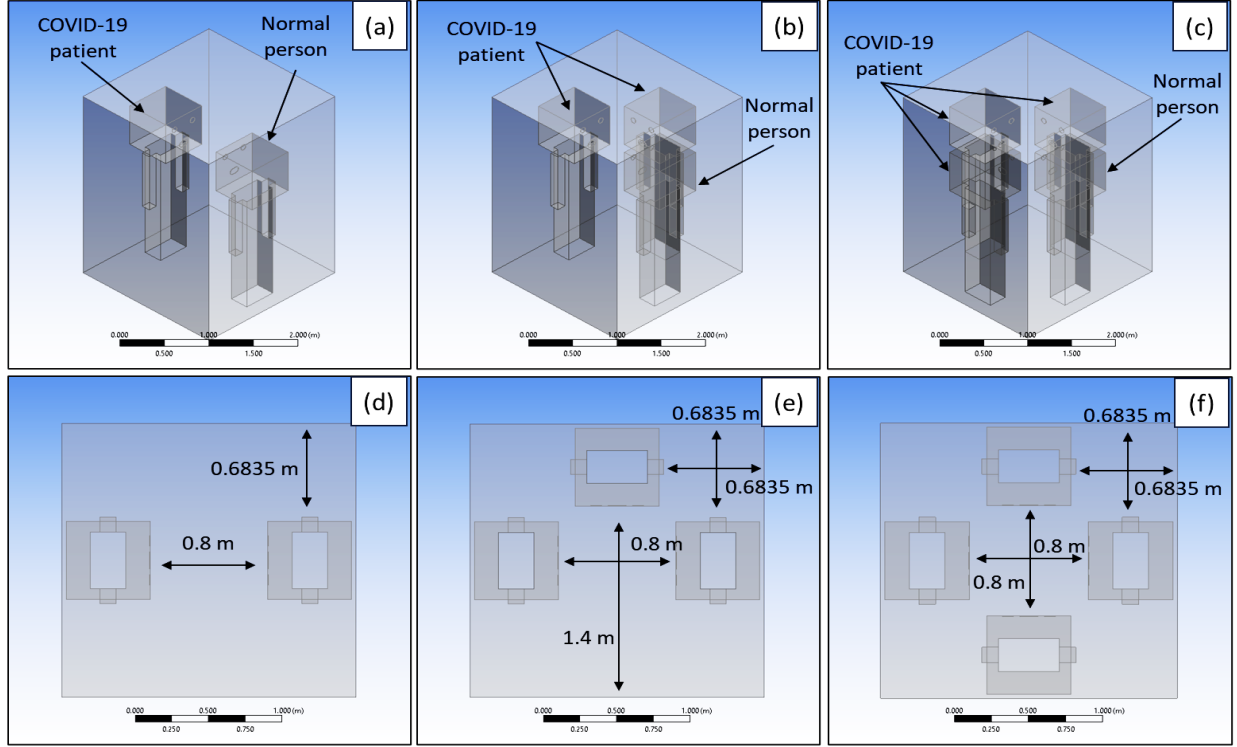 COVID-19
patient
Normal
person
(a)
0.000
1.000
2.000 (m)
0.500
1.500
COVID-19
patient
Normal
person
(b)
0.000
1.000
2.000 (m)
0.500
1.500
COVID-19
patient
Normal
person
(c)
0.000
1.000
2.000 (m)
0.500
1.500
(d)
0.6835 m
0.8 m
0.000
0.500
1.000 (m)
0.250
0.750
(e)
0.6835 m
0.6835 m
0.8 m
1.4 m
0.000
0.500
1.000 (m)
0.250
0.750
(f)
0.6835 m
0.6835 m
0.8 m
0.8 m
0.000
0.500
1.000 (m)
0.250
0.750